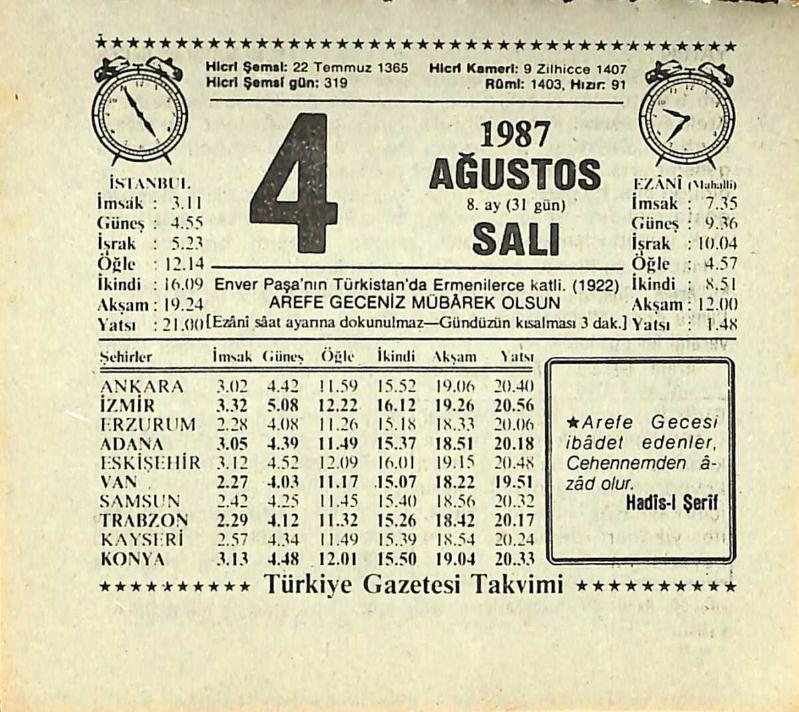 Hicrî Şemsî: 22 Temmuz 1365 Hicrî Kamerî: 9 Zilhicce 1407
Hicrî Şemsî gün: 319 Rûmî: 1403, Hızır: 91
4
1987
AĞUSTOS
8. ay (31 gün)
SALI
İSTANBUL
İmsak : 3.11
Güneş : 4.55
İşrak : 5.23
Öğle : 12.14
İkindi : 16.09
Akşam : 19.24
Yatsı : 21.00
EZÂNÎ (Mahallî)
İmsak : 7.35
Güneş : 9.36
İşrak : 10.04
Öğle : 4.57
İkindi : 8.51
Akşam : 12.00
Yatsı : 1.48
Enver Paşa'nın Türkistan'da Ermenilerce katli. (1922)
AREFE GECENİZ MÜBÂREK OLSUN
[Ezânî sâat ayarına dokunulmaz—Gündüzün kısalması 3 dak.]
Şehirler İmsak Güneş Öğle İkindi Akşam Yatsı
ANKARA 3.02 4.42 11.59 15.52 19.06 20.40
İZMİR 3.32 5.08 12.22 16.12 19.26 20.56
ERZURUM 2.28 4.08 11.26 15.18 18.33 20.06
ADANA 3.05 4.39 11.49 15.37 18.51 20.18
ESKİŞEHİR 3.12 4.52 12.09 16.01 19.15 20.48
VAN 2.27 4.03 11.17 15.07 18.22 19.51
SAMSUN 2.42 4.25 11.45 15.40 18.56 20.32
TRABZON 2.29 4.12 11.32 15.26 18.42 20.17
KAYSERİ 2.57 4.34 11.49 15.39 18.54 20.24
KONYA 3.13 4.48 12.01 15.50 19.04 20.33
★Arefe Gecesi
ibâdet edenler,
Cehennemden â-
zâd olur.
Hadîs-i Şerîf
★★★★★★★★★★ Türkiye Gazetesi Takvimi ★★★★★★★★★★